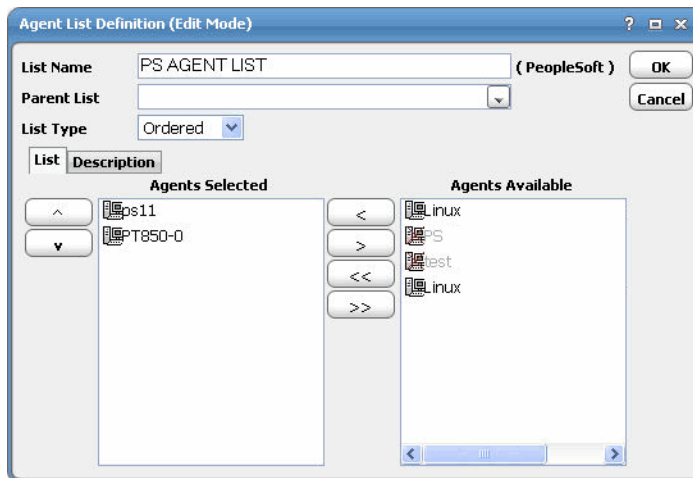 Agent List Definition (Edit Mode)
List Name PS AGENT LIST ( PeopleSoft ) OK
Parent List Cancel
List Type Ordered
List Description
Agents Selected Agents Available
^ ps11 < Linux
v PT850-0 > PS
<< test
>> Linux